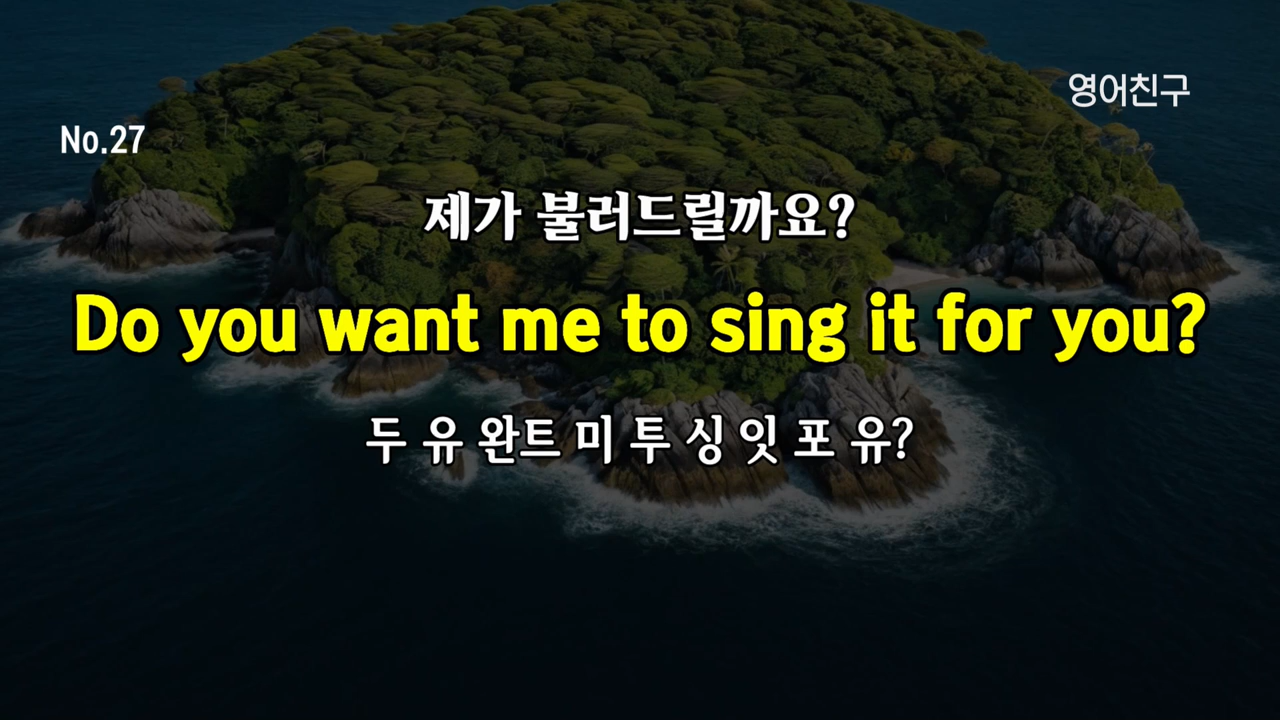 영어친구
No.27
제가 불러드릴까요?
Do you want me to sing it for you?
두 유 완트 미 투 싱 잇 포 유?